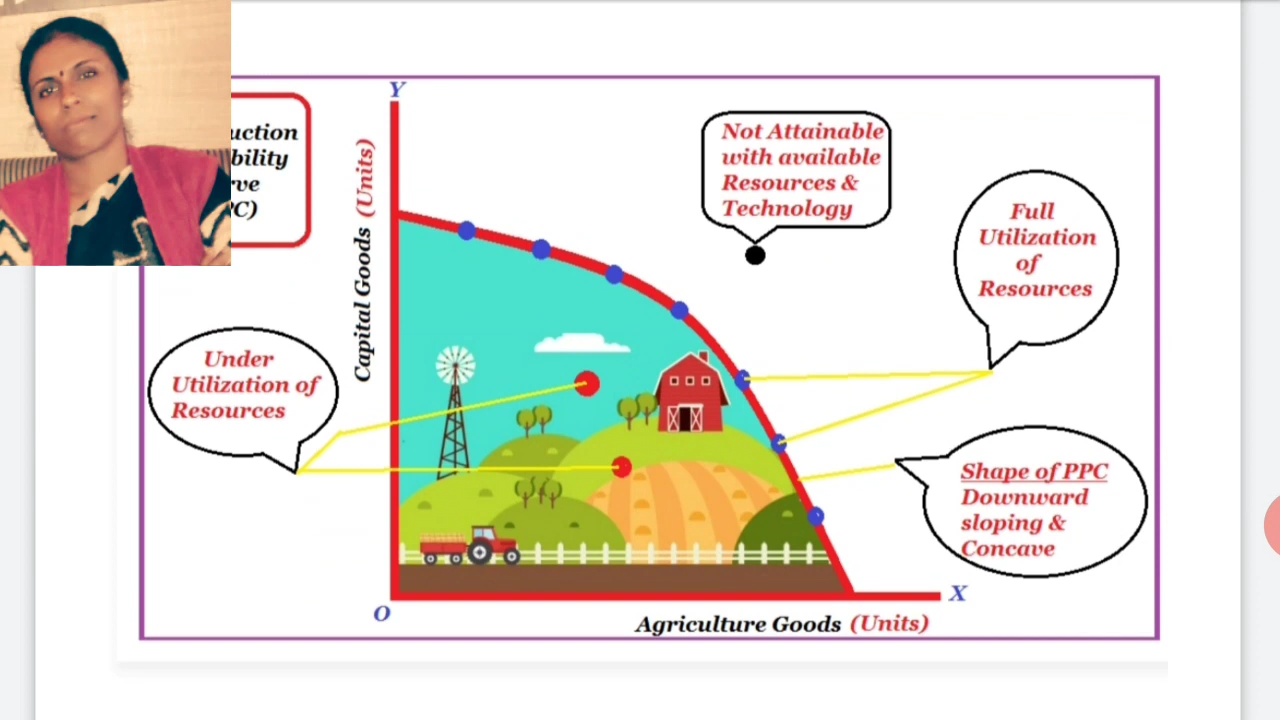 Y
uction
bility
rve
PC)
Capital Goods (Units)
Not Attainable
with available
Resources &
Technology
Full
Utilization
of
Resources
Under
Utilization of
Resources
Shape of PPC
Downward
sloping &
Concave
X
O
Agriculture Goods (Units)